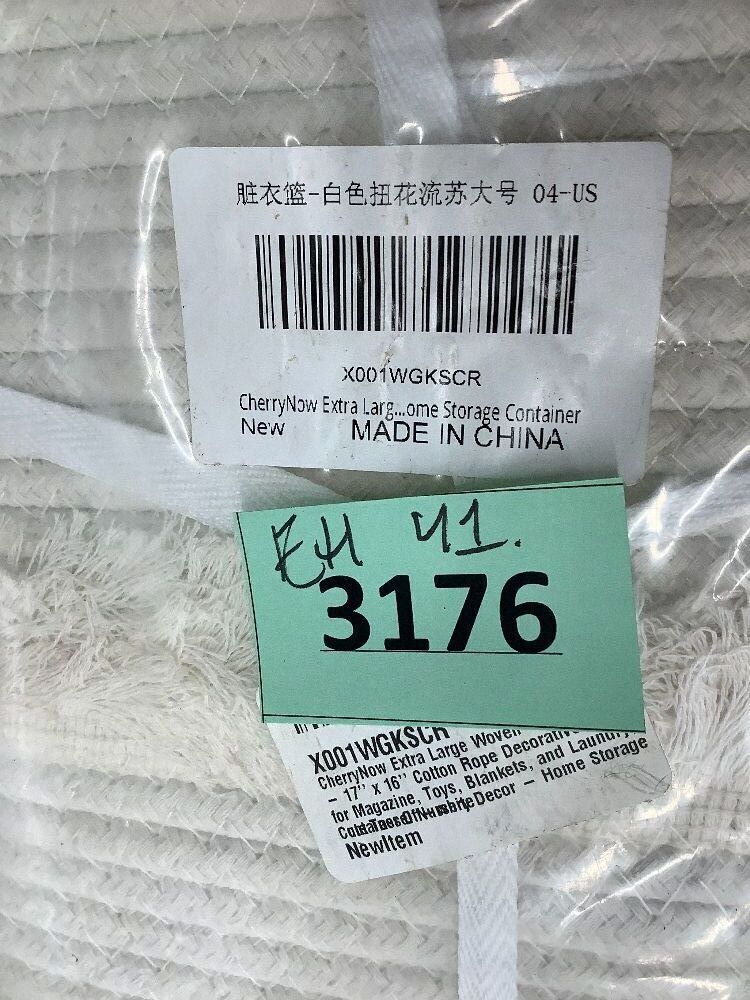 脏衣篮-白色扭花流苏大号 04-US
X001WGKSCR
CherryNow Extra Larg...ome Storage Container
New MADE IN CHINA
EH 41.
3176
X001WGKSCR
CherryNow Extra Large Woven
– 17" x 16" Cotton Rope Decorative
for Magazine, Toys, Blankets, and Laundry,
Decor – Home Storage
NewItem